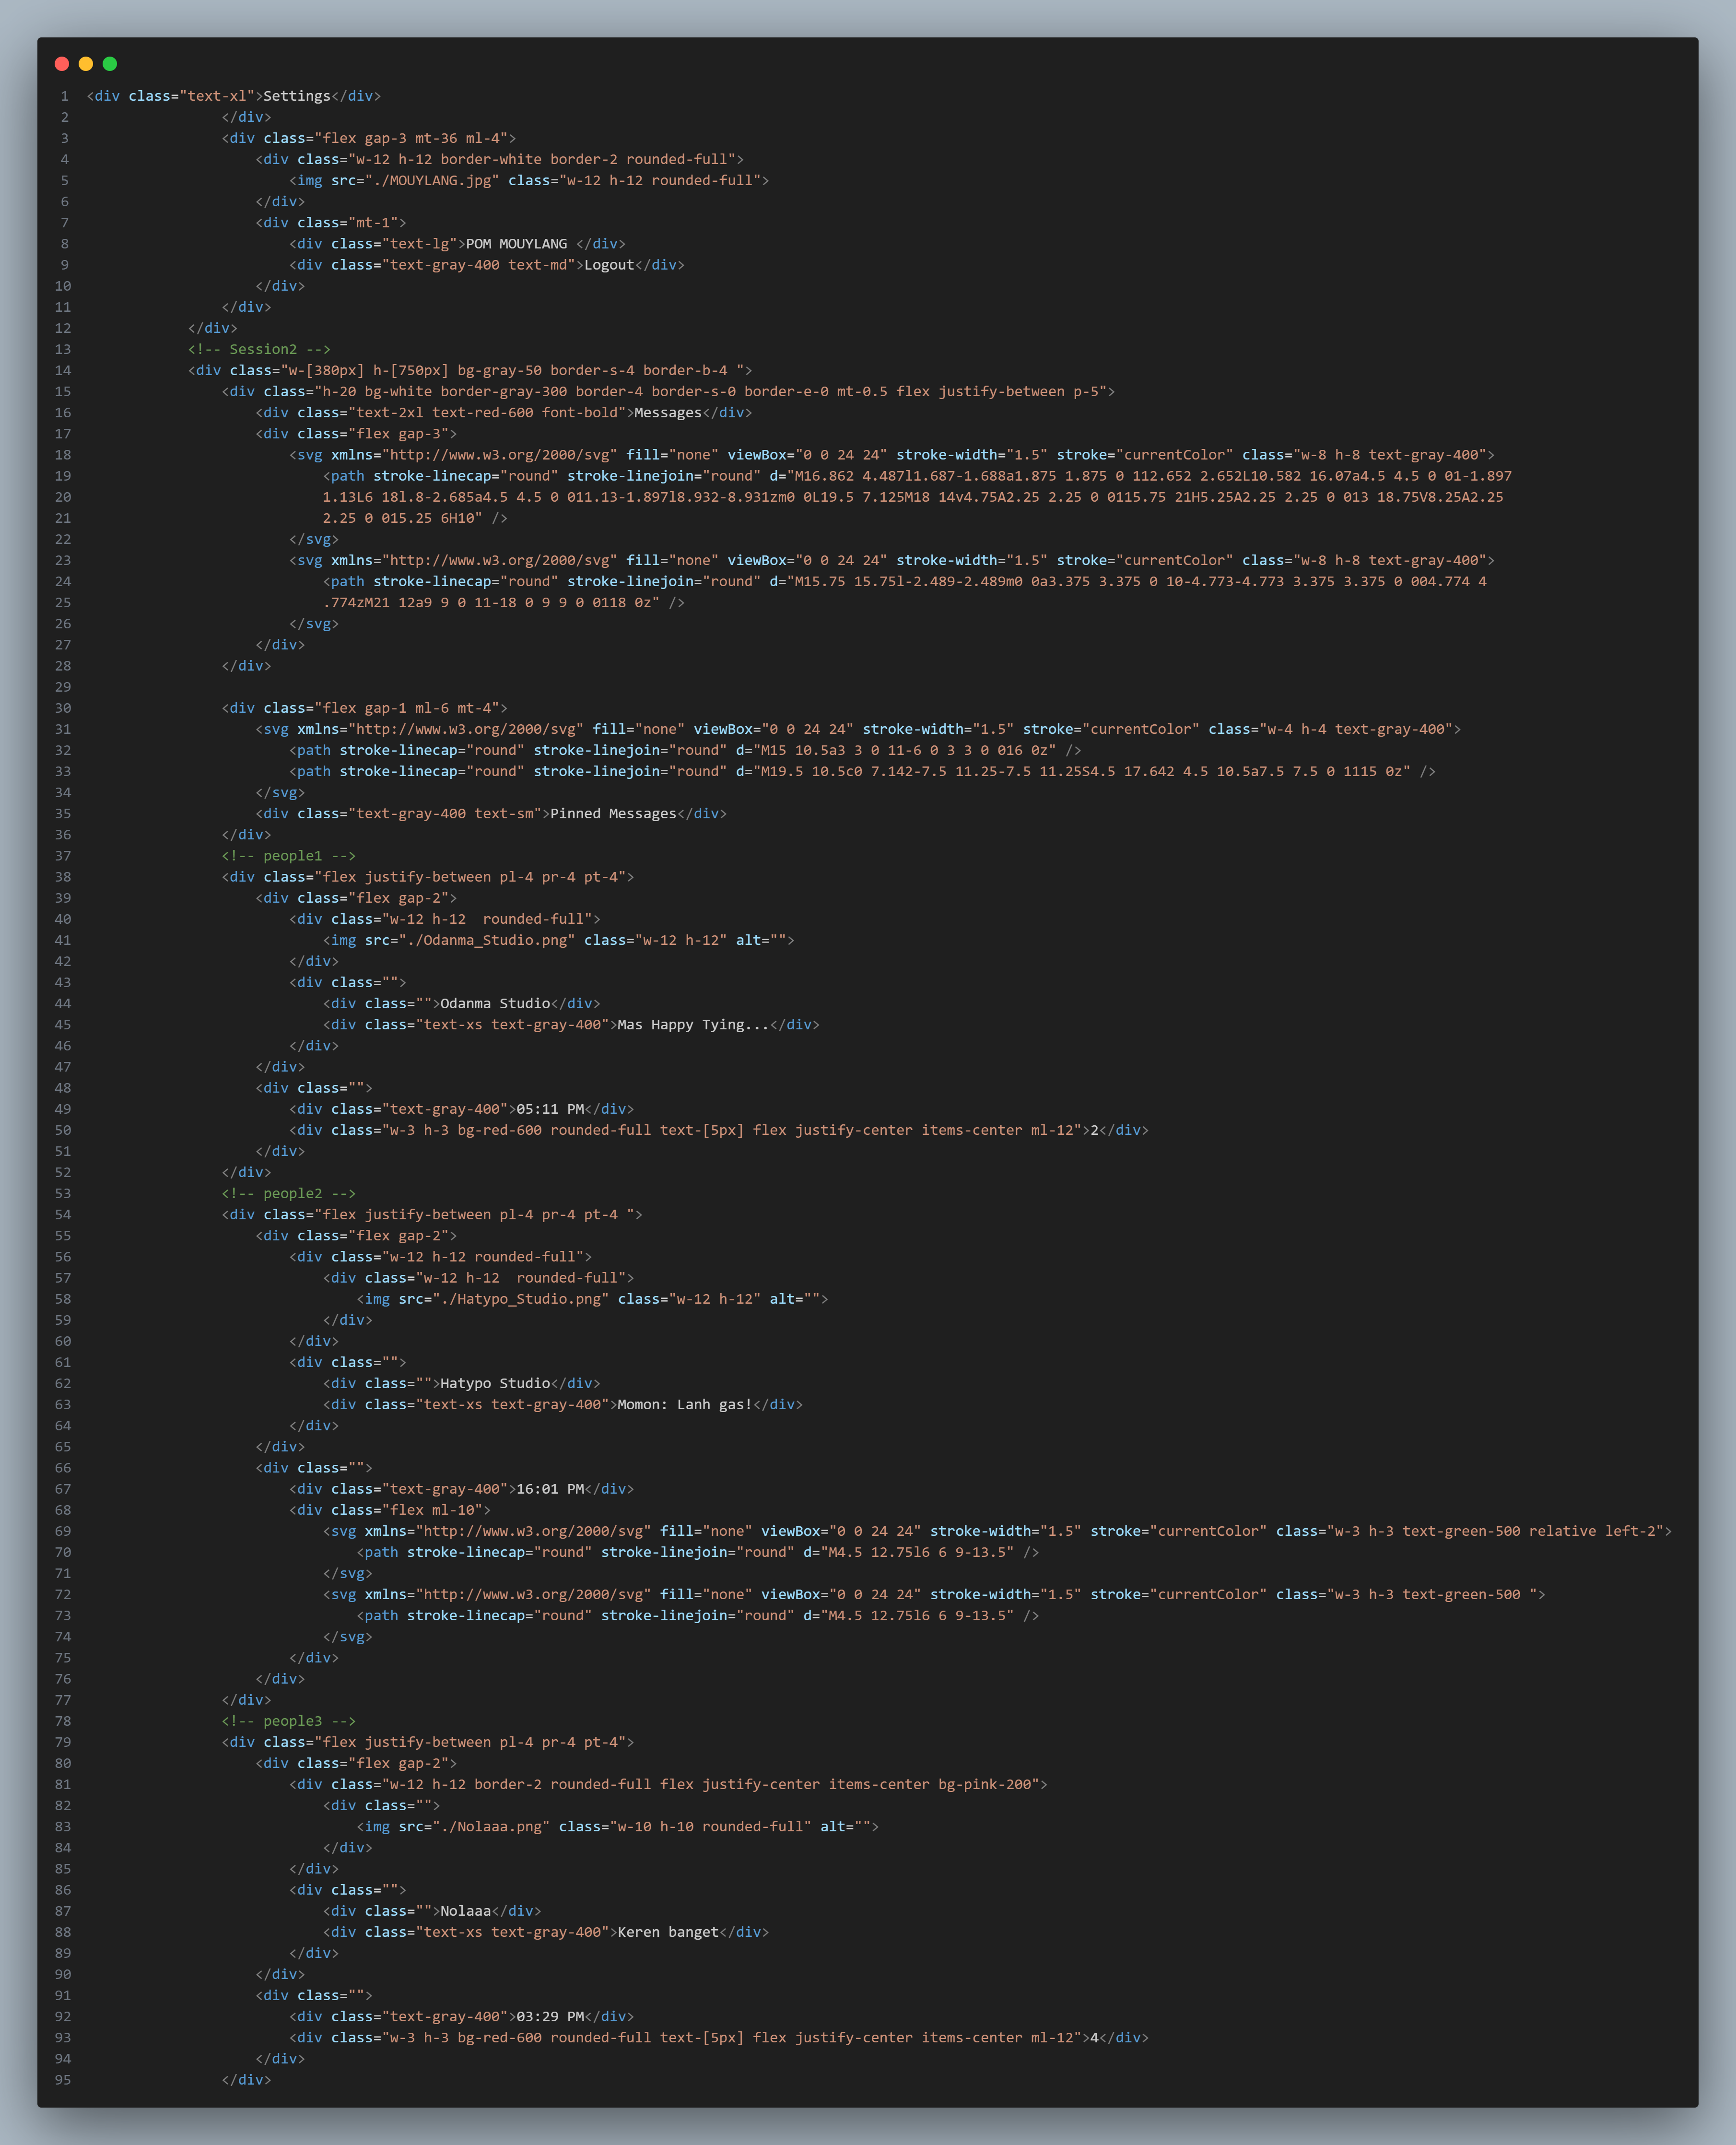 1 <div class="text-xl">Settings</div>
2 </div>
3 <div class="flex gap-3 mt-36 ml-4">
4 <div class="w-12 h-12 border-white border-2 rounded-full">
5 <img src="./MOUYLANG.jpg" class="w-12 h-12 rounded-full">
6 </div>
7 <div class="mt-1">
8 <div class="text-lg">POM MOUYLANG </div>
9 <div class="text-gray-400 text-md">Logout</div>
10 </div>
11 </div>
12 </div>
13 <!-- Session2 -->
14 <div class="w-[380px] h-[750px] bg-gray-50 border-s-4 border-b-4 ">
15 <div class="h-20 bg-white border-gray-300 border-4 border-s-0 border-e-0 mt-0.5 flex justify-between p-5">
16 <div class="text-2xl text-red-600 font-bold">Messages</div>
17 <div class="flex gap-3">
18 <svg xmlns="http://www.w3.org/2000/svg" fill="none" viewBox="0 0 24 24" stroke-width="1.5" stroke="currentColor" class="w-8 h-8 text-gray-400">
19 <path stroke-linecap="round" stroke-linejoin="round" d="M16.862 4.487l1.687-1.688a1.875 1.875 0 112.652 2.652L10.582 16.07a4.5 4.5 0 01-1.897
20 1.13L6 18l.8-2.685a4.5 4.5 0 011.13-1.897l8.932-8.931zm0 0L19.5 7.125M18 14v4.75A2.25 2.25 0 0115.75 21H5.25A2.25 2.25 0 013 18.75V8.25A2.25
21 2.25 0 015.25 6H10" />
22 </svg>
23 <svg xmlns="http://www.w3.org/2000/svg" fill="none" viewBox="0 0 24 24" stroke-width="1.5" stroke="currentColor" class="w-8 h-8 text-gray-400">
24 <path stroke-linecap="round" stroke-linejoin="round" d="M15.75 15.75l-2.489-2.489m0 0a3.375 3.375 0 10-4.773-4.773 3.375 3.375 0 004.774 4
25 .774zM21 12a9 9 0 11-18 0 9 9 0 0118 0z" />
26 </svg>
27 </div>
28 </div>
29
30 <div class="flex gap-1 ml-6 mt-4">
31 <svg xmlns="http://www.w3.org/2000/svg" fill="none" viewBox="0 0 24 24" stroke-width="1.5" stroke="currentColor" class="w-4 h-4 text-gray-400">
32 <path stroke-linecap="round" stroke-linejoin="round" d="M15 10.5a3 3 0 11-6 0 3 3 0 016 0z" />
33 <path stroke-linecap="round" stroke-linejoin="round" d="M19.5 10.5c0 7.142-7.5 11.25-7.5 11.25S4.5 17.642 4.5 10.5a7.5 7.5 0 1115 0z" />
34 </svg>
35 <div class="text-gray-400 text-sm">Pinned Messages</div>
36 </div>
37 <!-- people1 -->
38 <div class="flex justify-between pl-4 pr-4 pt-4">
39 <div class="flex gap-2">
40 <div class="w-12 h-12  rounded-full">
41 <img src="./Odanma_Studio.png" class="w-12 h-12" alt="">
42 </div>
43 <div class="">
44 <div class="">Odanma Studio</div>
45 <div class="text-xs text-gray-400">Mas Happy Tying...</div>
46 </div>
47 </div>
48 <div class="">
49 <div class="text-gray-400">05:11 PM</div>
50 <div class="w-3 h-3 bg-red-600 rounded-full text-[5px] flex justify-center items-center ml-12">2</div>
51 </div>
52 </div>
53 <!-- people2 -->
54 <div class="flex justify-between pl-4 pr-4 pt-4 ">
55 <div class="flex gap-2">
56 <div class="w-12 h-12 rounded-full">
57 <div class="w-12 h-12  rounded-full">
58 <img src="./Hatypo_Studio.png" class="w-12 h-12" alt="">
59 </div>
60 </div>
61 <div class="">
62 <div class="">Hatypo Studio</div>
63 <div class="text-xs text-gray-400">Momon: Lanh gas!</div>
64 </div>
65 </div>
66 <div class="">
67 <div class="text-gray-400">16:01 PM</div>
68 <div class="flex ml-10">
69 <svg xmlns="http://www.w3.org/2000/svg" fill="none" viewBox="0 0 24 24" stroke-width="1.5" stroke="currentColor" class="w-3 h-3 text-green-500 relative left-2">
70 <path stroke-linecap="round" stroke-linejoin="round" d="M4.5 12.75l6 6 9-13.5" />
71 </svg>
72 <svg xmlns="http://www.w3.org/2000/svg" fill="none" viewBox="0 0 24 24" stroke-width="1.5" stroke="currentColor" class="w-3 h-3 text-green-500 ">
73 <path stroke-linecap="round" stroke-linejoin="round" d="M4.5 12.75l6 6 9-13.5" />
74 </svg>
75 </div>
76 </div>
77 </div>
78 <!-- people3 -->
79 <div class="flex justify-between pl-4 pr-4 pt-4">
80 <div class="flex gap-2">
81 <div class="w-12 h-12 border-2 rounded-full flex justify-center items-center bg-pink-200">
82 <div class="">
83 <img src="./Nolaaa.png" class="w-10 h-10 rounded-full" alt="">
84 </div>
85 </div>
86 <div class="">
87 <div class="">Nolaaa</div>
88 <div class="text-xs text-gray-400">Keren banget</div>
89 </div>
90 </div>
91 <div class="">
92 <div class="text-gray-400">03:29 PM</div>
93 <div class="w-3 h-3 bg-red-600 rounded-full text-[5px] flex justify-center items-center ml-12">4</div>
94 </div>
95 </div>